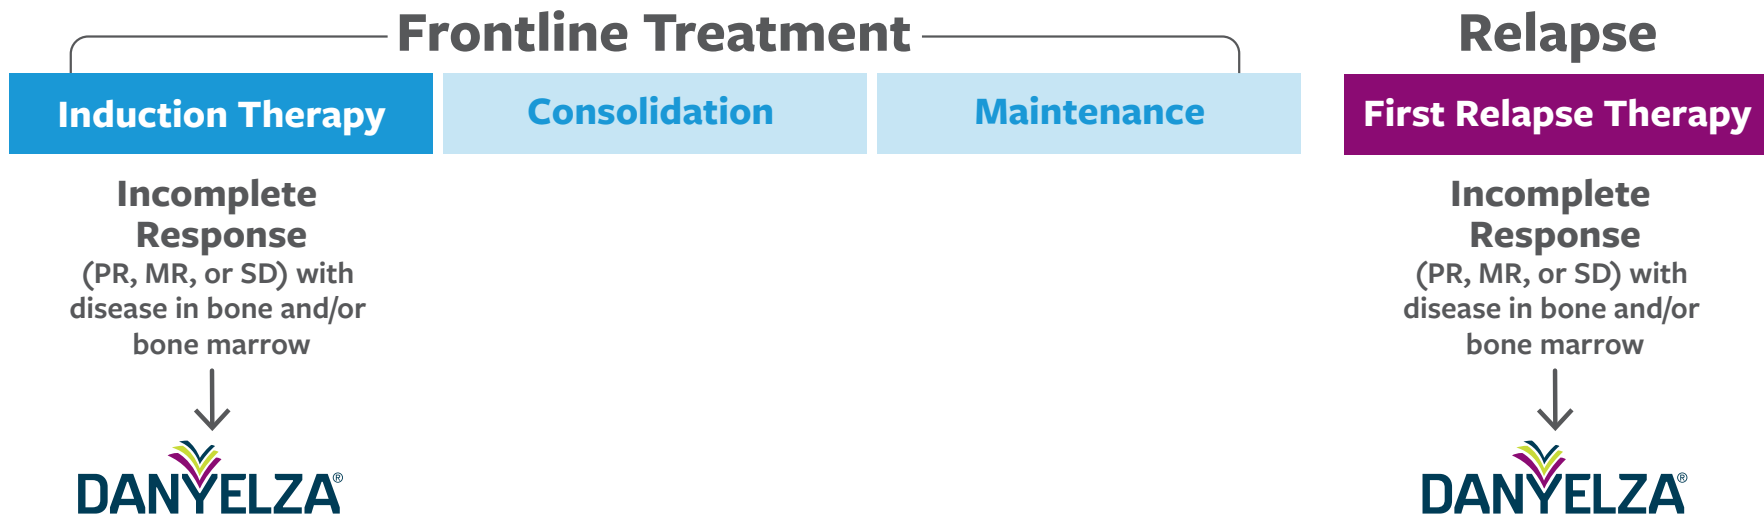 Frontline Treatment
Relapse
Induction Therapy
Consolidation
Maintenance
First Relapse Therapy
Incomplete
Response
(PR, MR, or SD) with
disease in bone and/or
bone marrow
DANYELZA®
Incomplete
Response
(PR, MR, or SD) with
disease in bone and/or
bone marrow
DANYELZA®